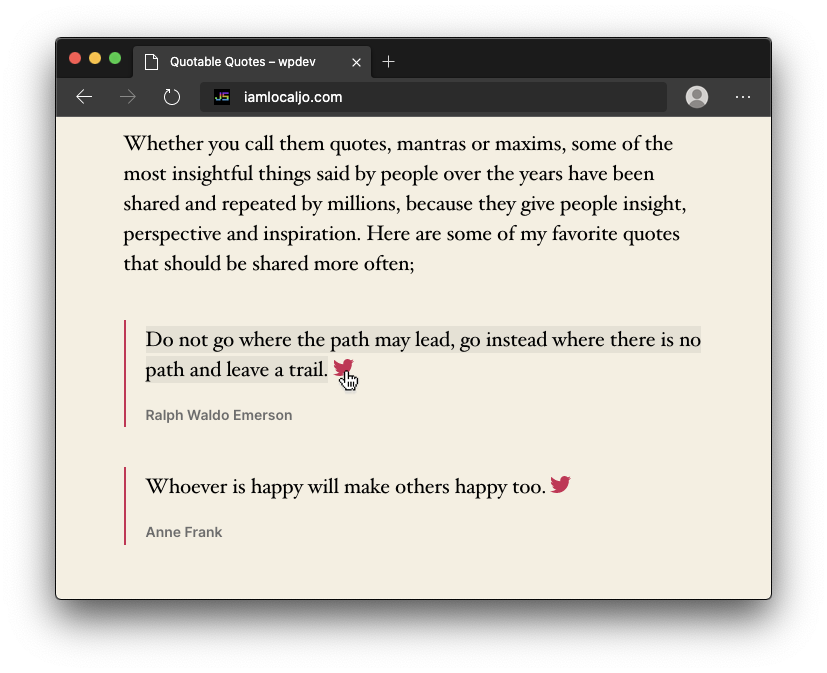 Quotable Quotes – wpdev
JS
iamlocaljo.com
Whether you call them quotes, mantras or maxims, some of the
most insightful things said by people over the years have been
shared and repeated by millions, because they give people insight,
perspective and inspiration. Here are some of my favorite quotes
that should be shared more often;
Do not go where the path may lead, go instead where there is no
path and leave a trail.
Ralph Waldo Emerson
Whoever is happy will make others happy too.
Anne Frank